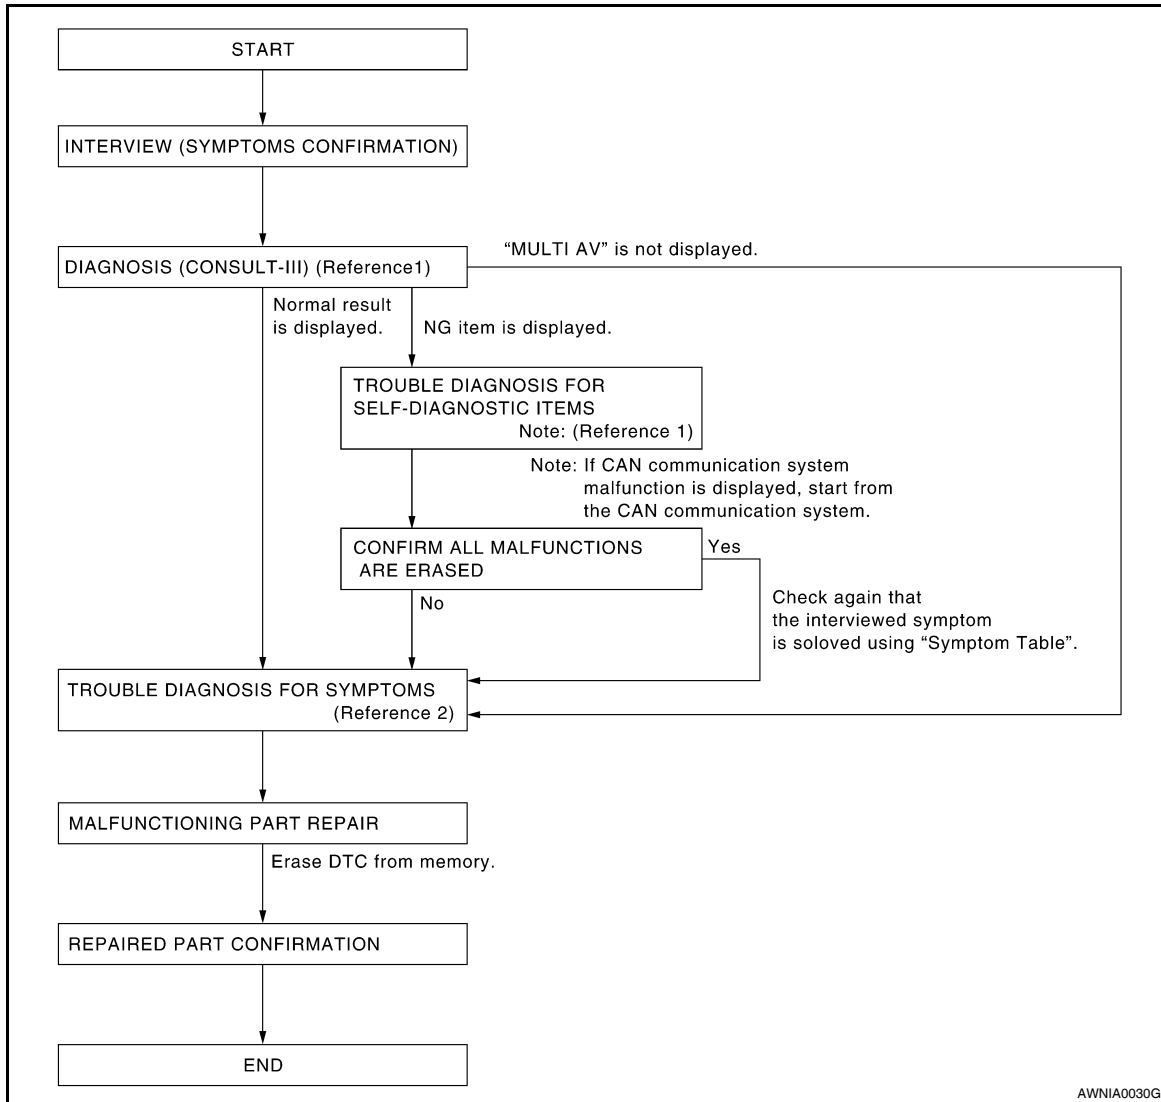 START
INTERVIEW (SYMPTOMS CONFIRMATION)
"MULTI AV" is not displayed.
DIAGNOSIS (CONSULT-III) (Reference1)
Normal result
is displayed.
NG item is displayed.
TROUBLE DIAGNOSIS FOR
SELF-DIAGNOSTIC ITEMS
Note: (Reference 1)
Note: If CAN communication system
malfunction is displayed, start from
the CAN communication system.
CONFIRM ALL MALFUNCTIONS
ARE ERASED
Yes
No
Check again that
the interviewed symptom
is soloved using “Symptom Table”.
TROUBLE DIAGNOSIS FOR SYMPTOMS
(Reference 2)
MALFUNCTIONING PART REPAIR
Erase DTC from memory.
REPAIRED PART CONFIRMATION
END
AWNIA0030G